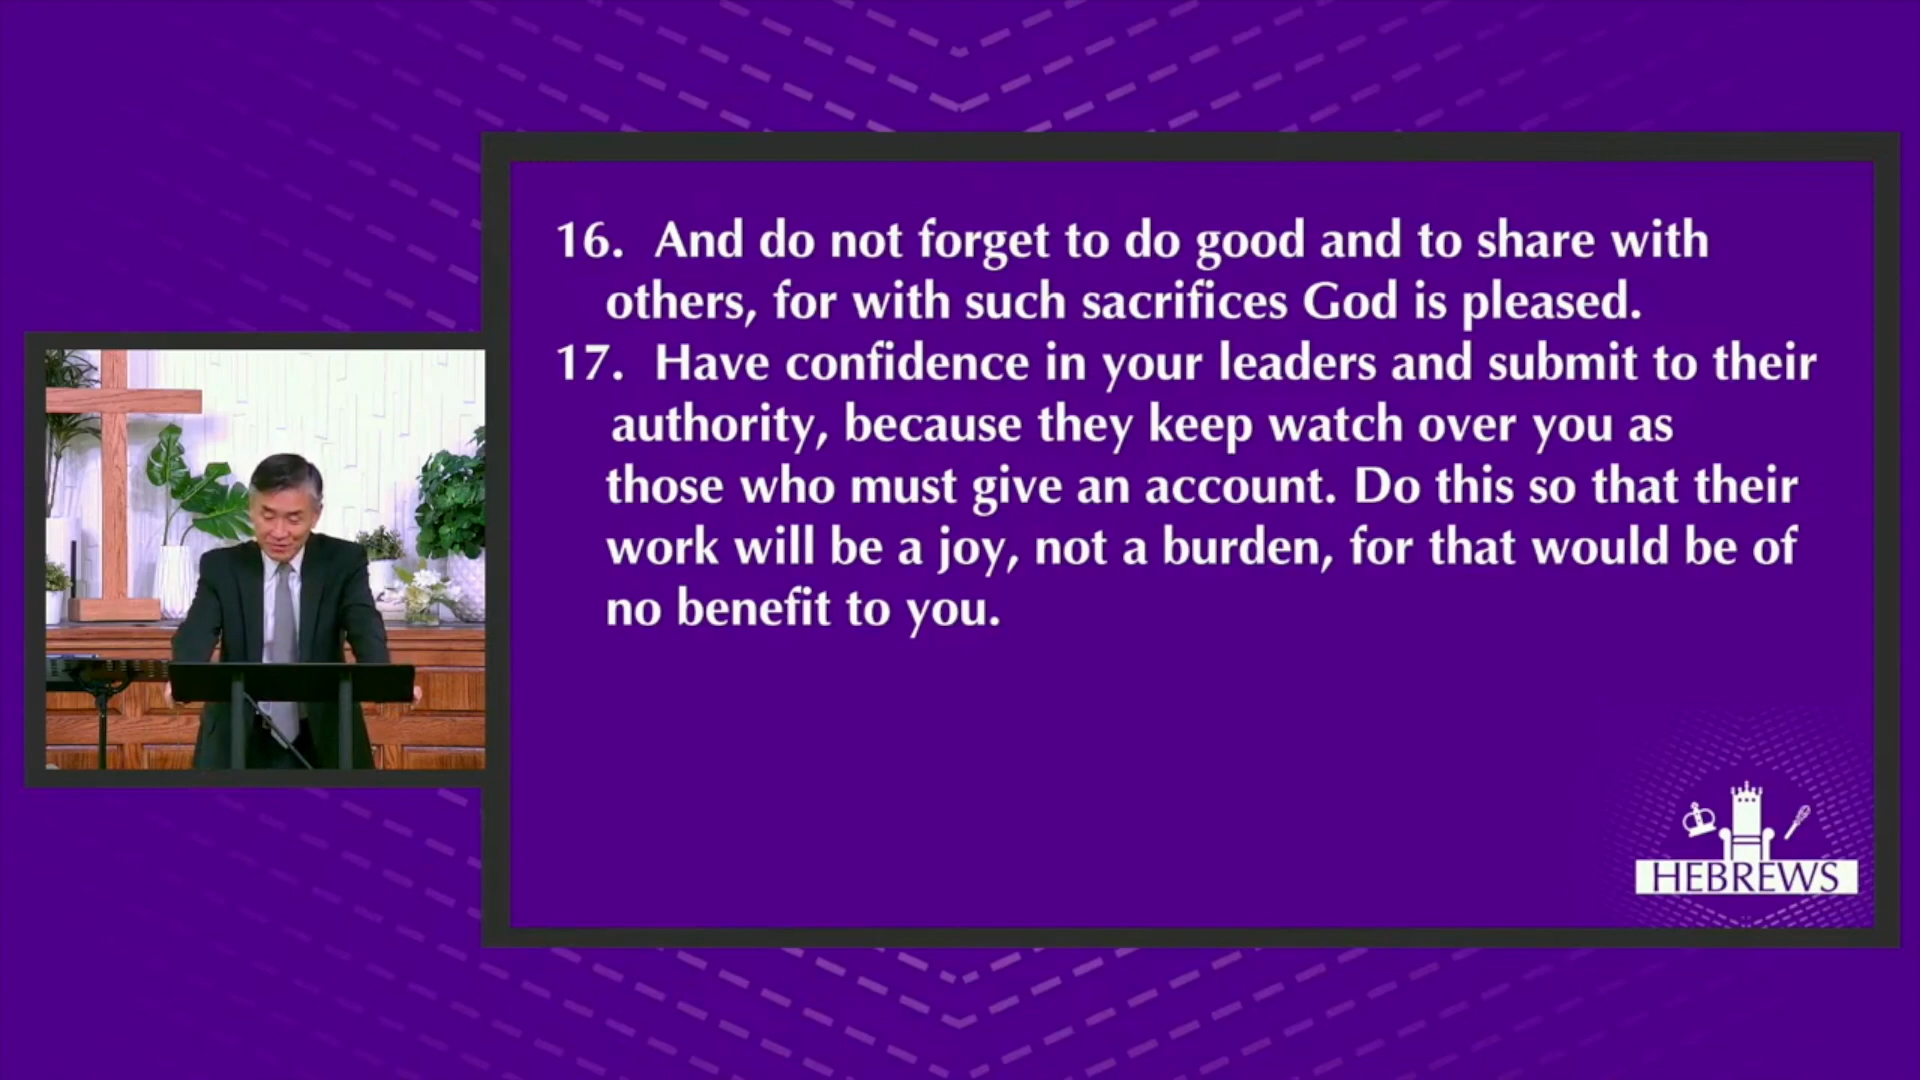 16. And do not forget to do good and to share with
others, for with such sacrifices God is pleased.
17. Have confidence in your leaders and submit to their
authority, because they keep watch over you as
those who must give an account. Do this so that their
work will be a joy, not a burden, for that would be of
no benefit to you.
HEBREWS